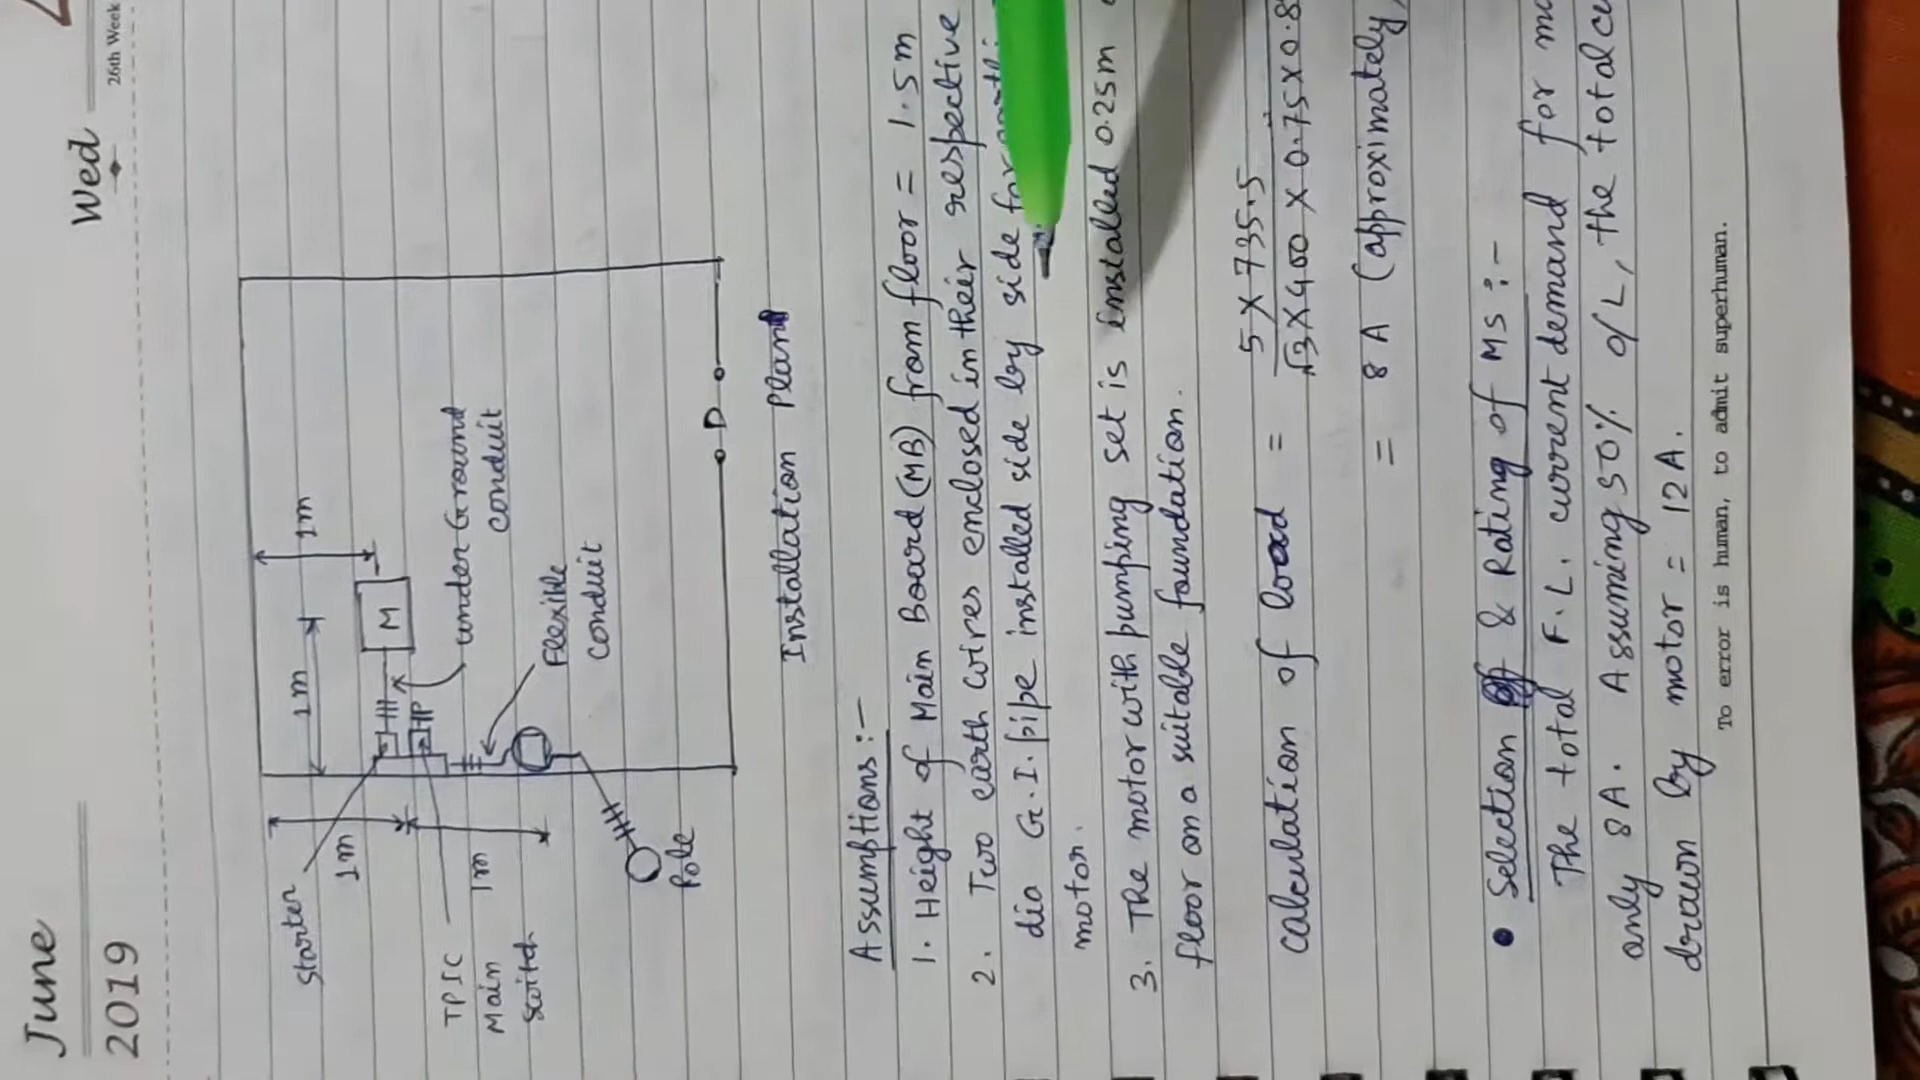 June
2019
Wed
26th Week
1m
1m
M
under Ground
conduit
Flexible
conduit
starter
1m
TPIC
Main
Switch
1m
Pole
D
Installation Plan
Assumptions :-
1. Height of Main Board (MB) from floor = 1.5m
2. Two earth wires enclosed in their respective
dia G.I. pipe installed side by side for
motor.
3. The motor with pumping set is installed 0.25m
floor on a suitable foundation.
calculation of load = 5 X 735.5
√3 X 400 X 0.75 X 0.8
= 8 A (approximately)
• Selection of & Rating of MS :-
The total F.L. current demand for
only 8A. Assuming 50% O/L, the total
drawn by motor = 12A.
To error is human, to admit superhuman.